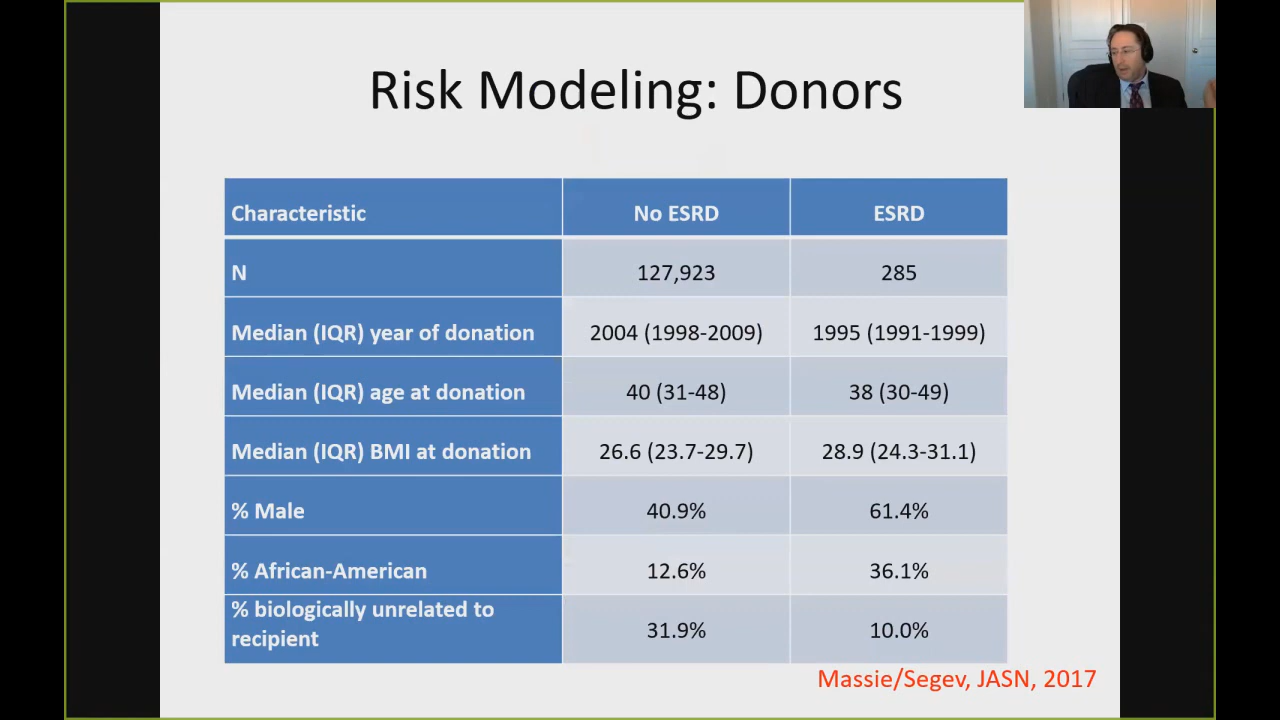 Risk Modeling: Donors
Characteristic No ESRD ESRD
N 127,923 285
Median (IQR) year of donation 2004 (1998-2009) 1995 (1991-1999)
Median (IQR) age at donation 40 (31-48) 38 (30-49)
Median (IQR) BMI at donation 26.6 (23.7-29.7) 28.9 (24.3-31.1)
% Male 40.9% 61.4%
% African-American 12.6% 36.1%
% biologically unrelated to
recipient 31.9% 10.0%
Massie/Segev, JASN, 2017